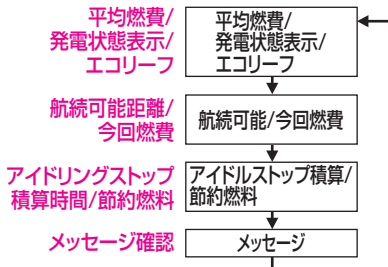 平均燃費/
発電状態表示/
エコリーフ
平均燃費/
発電状態表示/
エコリーフ
航続可能距離/
今回燃費
航続可能/今回燃費
アイドリングストップ
積算時間/節約燃料
アイドルストップ積算/
節約燃料
メッセージ確認
メッセージ